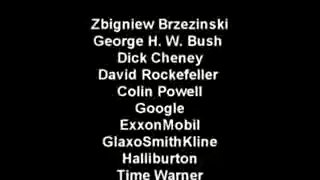 Zbigniew Brzezinski
George H. W. Bush
Dick Cheney
David Rockefeller
Colin Powell
Google
ExxonMobil
GlaxoSmithKline
Halliburton
Time Warner